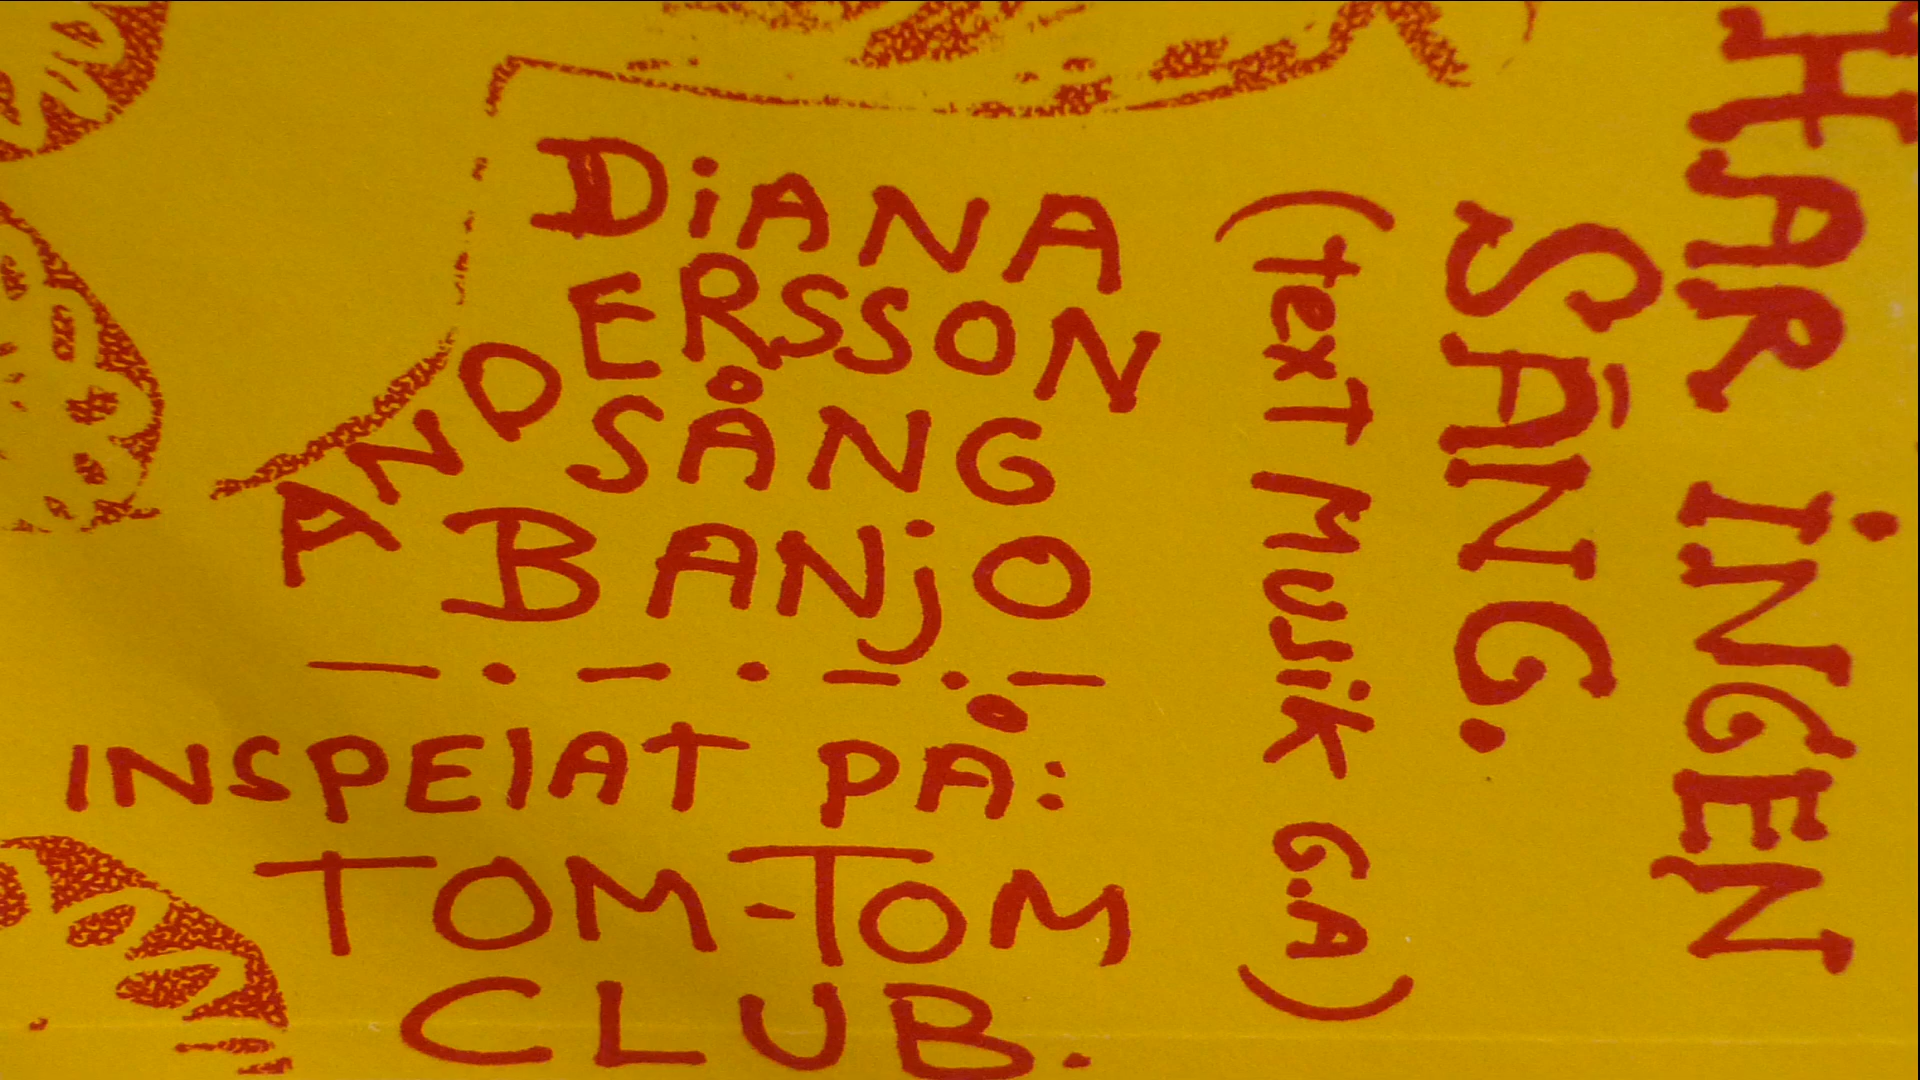 DiANA
ANDERSSON
SÅNG
BANjO
INSPEIAT PÅ:
TOM-TOM
CLUB.
HAR iNGEN
SÅNG.
(TexT Musik G.A)